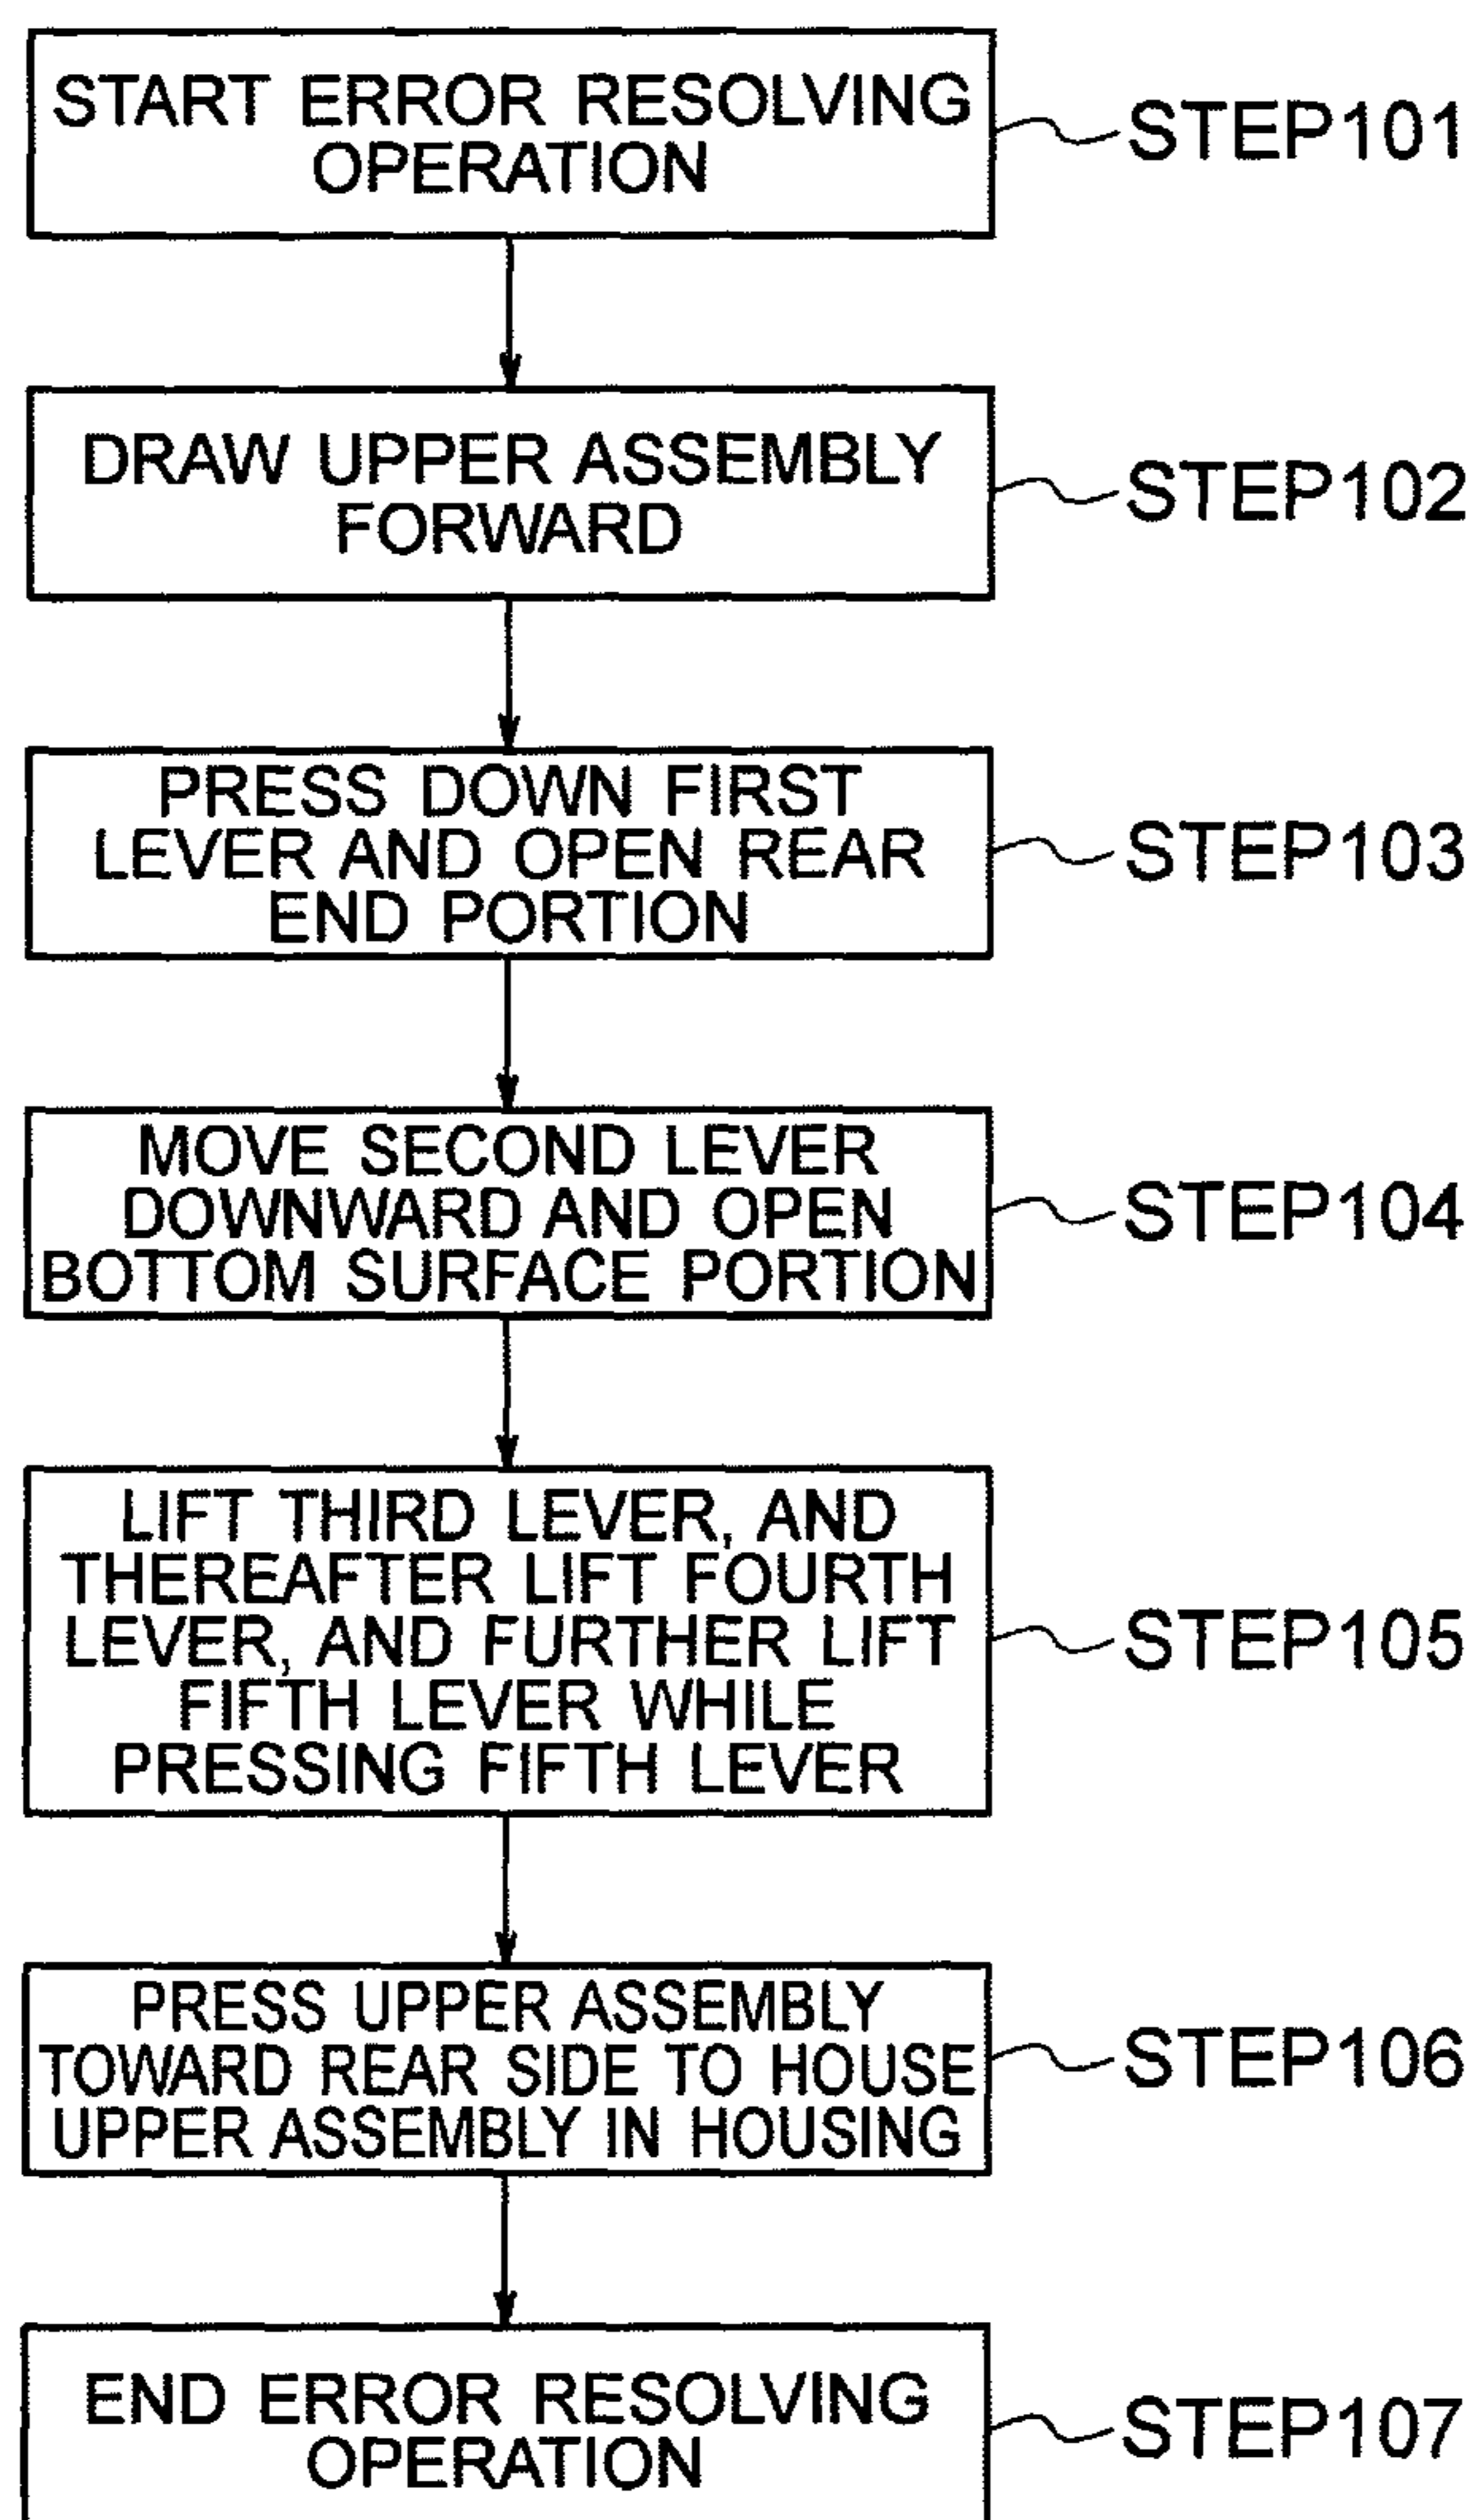 START ERROR RESOLVING
OPERATION
STEP101
DRAW UPPER ASSEMBLY
FORWARD
STEP102
PRESS DOWN FIRST
LEVER AND OPEN REAR
END PORTION
STEP103
MOVE SECOND LEVER
DOWNWARD AND OPEN
BOTTOM SURFACE PORTION
STEP104
LIFT THIRD LEVER, AND
THEREAFTER LIFT FOURTH
LEVER, AND FURTHER LIFT
FIFTH LEVER WHILE
PRESSING FIFTH LEVER
STEP105
PRESS UPPER ASSEMBLY
TOWARD REAR SIDE TO HOUSE
UPPER ASSEMBLY IN HOUSING
STEP106
END ERROR RESOLVING
OPERATION
STEP107